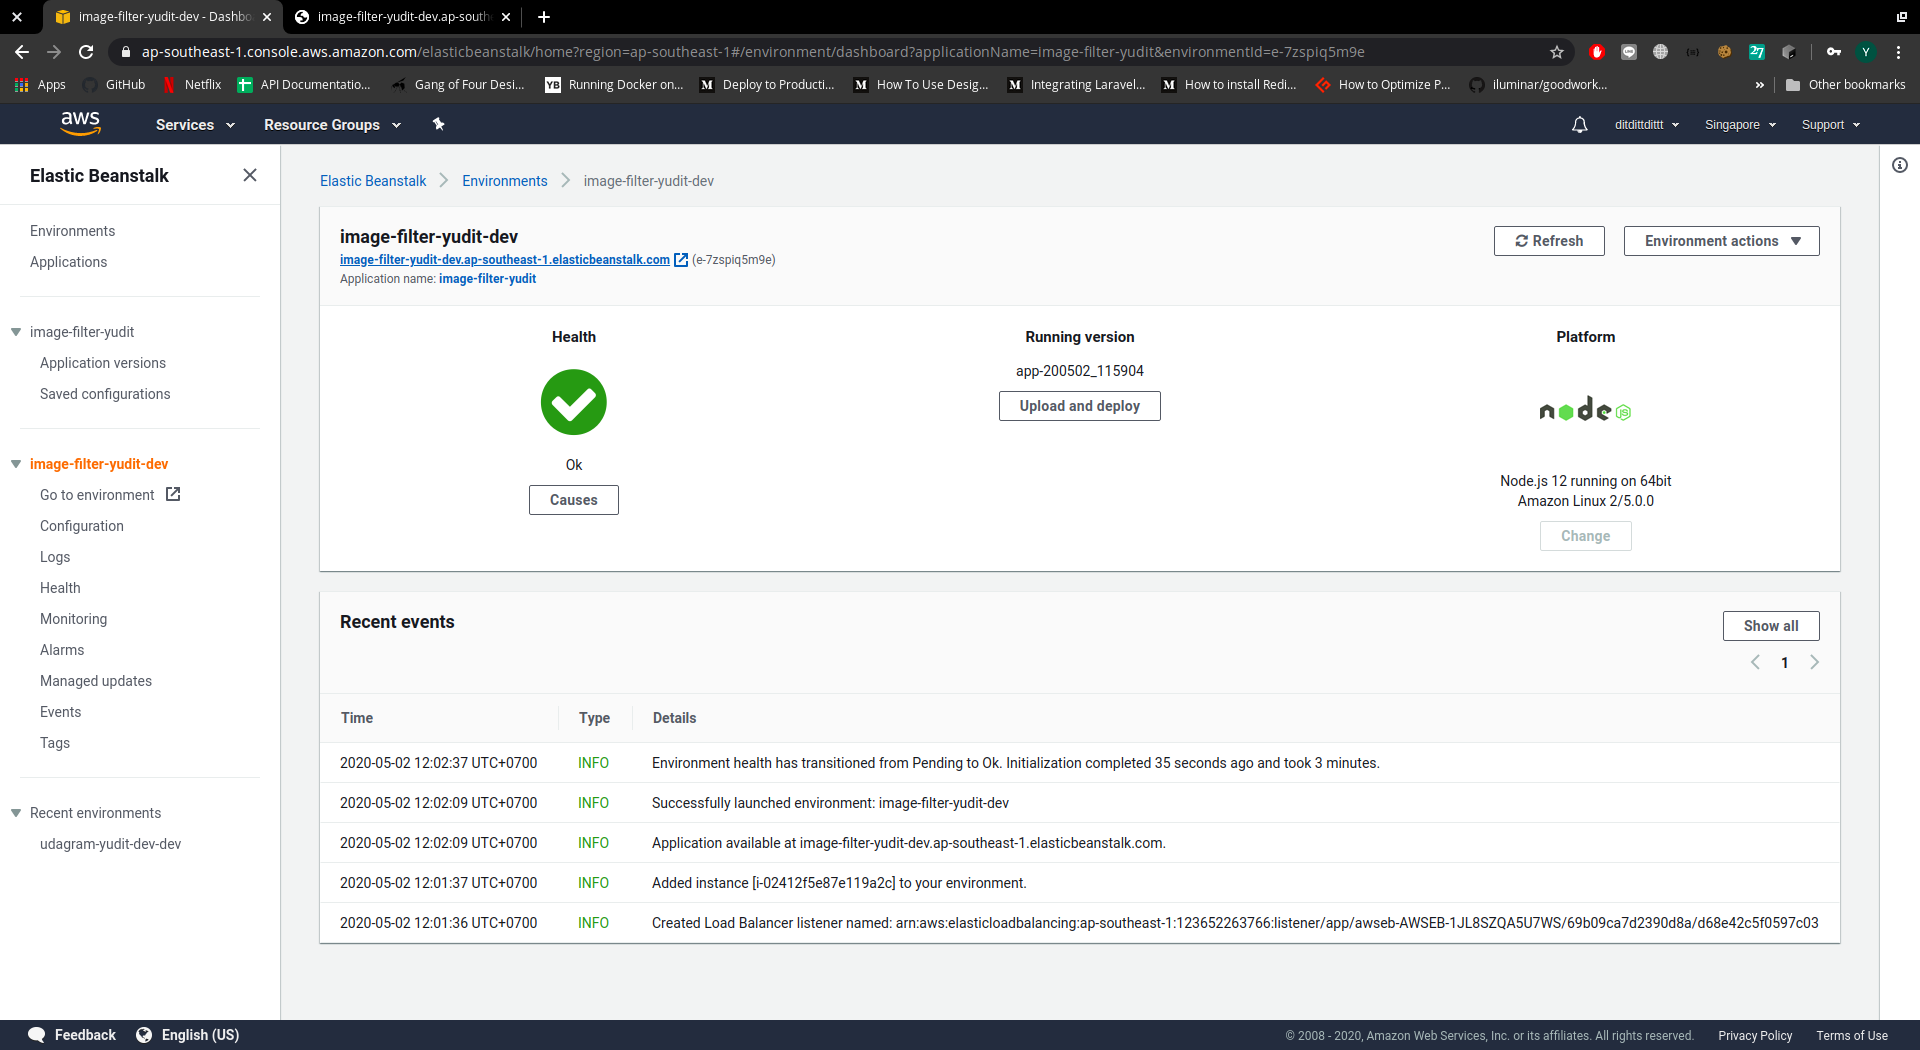 image-filter-yudit-dev - Dashbo
image-filter-yudit-dev.ap-south
ap-southeast-1.console.aws.amazon.com/elasticbeanstalk/home?region=ap-southeast-1#/environment/dashboard?applicationName=image-filter-yudit&environmentId=e-7zspiq5m9e
27
Y
Apps
GitHub
Netflix
API Documentatio...
Gang of Four Desi...
YB Running Docker on...
M Deploy to Producti...
M How To Use Desig...
M Integrating Laravel...
M How to install Redi...
How to Optimize P...
iluminar/goodwork...
»
Other bookmarks
aws
Services
Resource Groups
ditdittdittt
Singapore
Support
Elastic Beanstalk
Environments
Applications
image-filter-yudit
Application versions
Saved configurations
image-filter-yudit-dev
Go to environment
Configuration
Logs
Health
Monitoring
Alarms
Managed updates
Events
Tags
Recent environments
udagram-yudit-dev-dev
Elastic Beanstalk
Environments
image-filter-yudit-dev
image-filter-yudit-dev
image-filter-yudit-dev.ap-southeast-1.elasticbeanstalk.com (e-7zspiq5m9e)
Application name: image-filter-yudit
Refresh
Environment actions
Health
Ok
Causes
Running version
app-200502_115904
Upload and deploy
Platform
node JS
Node.js 12 running on 64bit
Amazon Linux 2/5.0.0
Change
Recent events
Show all
1
Time Type Details
2020-05-02 12:02:37 UTC+0700 INFO Environment health has transitioned from Pending to Ok. Initialization completed 35 seconds ago and took 3 minutes.
2020-05-02 12:02:09 UTC+0700 INFO Successfully launched environment: image-filter-yudit-dev
2020-05-02 12:02:09 UTC+0700 INFO Application available at image-filter-yudit-dev.ap-southeast-1.elasticbeanstalk.com.
2020-05-02 12:01:37 UTC+0700 INFO Added instance [i-02412f5e87e119a2c] to your environment.
2020-05-02 12:01:36 UTC+0700 INFO Created Load Balancer listener named: arn:aws:elasticloadbalancing:ap-southeast-1:123652263766:listener/app/awseb-AWSEB-1JL8SZQA5U7WS/69b09ca7d2390d8a/d68e42c5f0597c03
Feedback
English (US)
© 2008 - 2020, Amazon Web Services, Inc. or its affiliates. All rights reserved.
Privacy Policy
Terms of Use